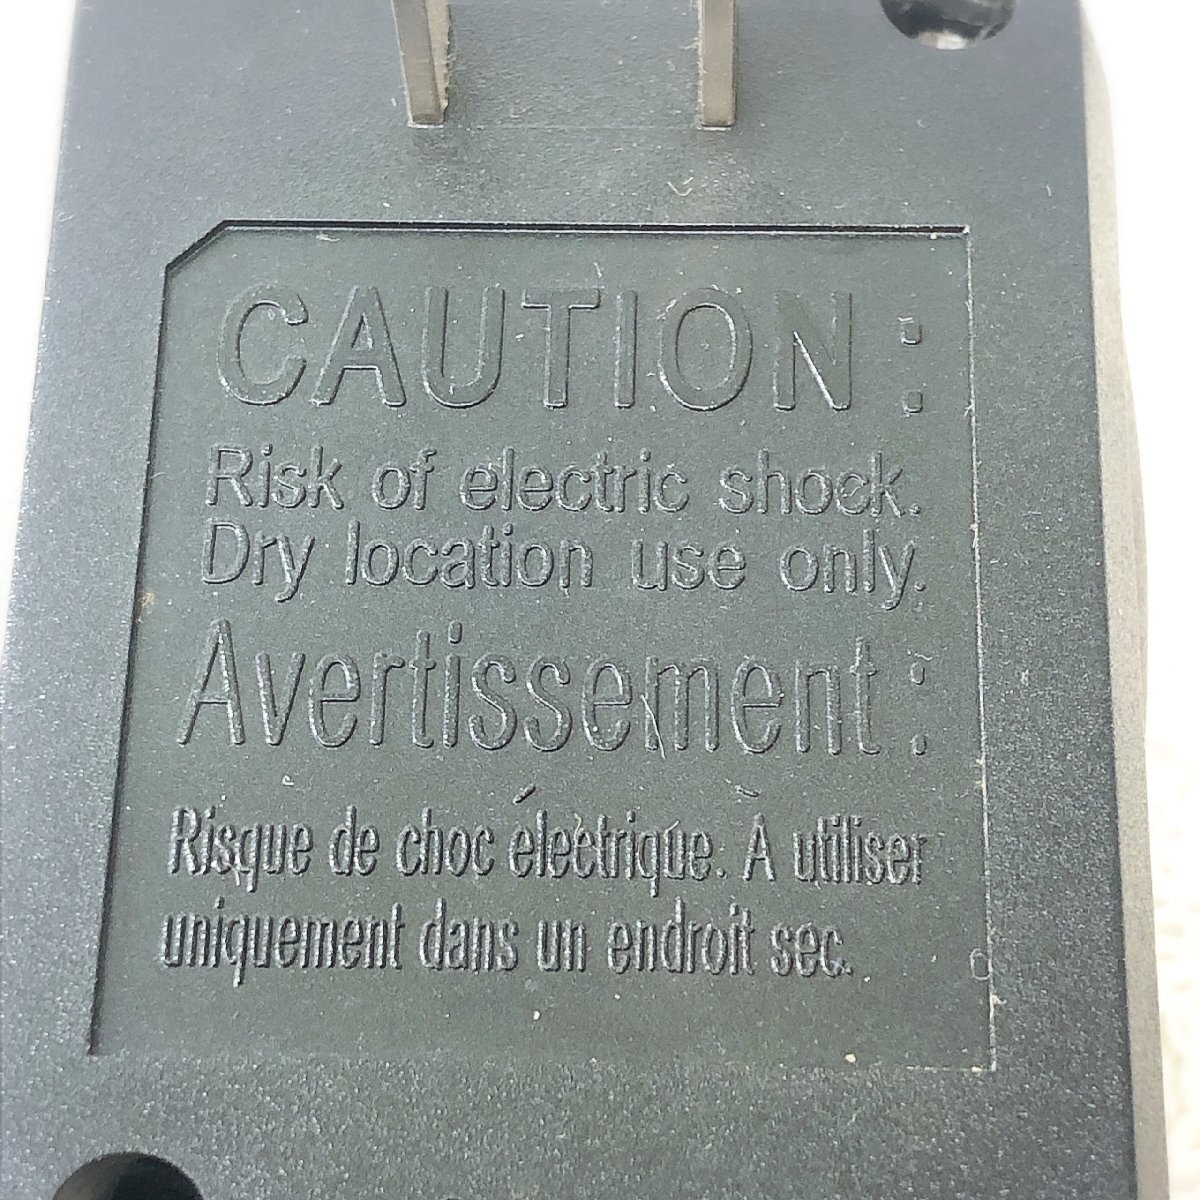 CAUTION :
Risk of electric shock.
Dry location use only.
Avertissement :
Risque de choc électrique. À utiliser
uniquement dans un endroit sec.